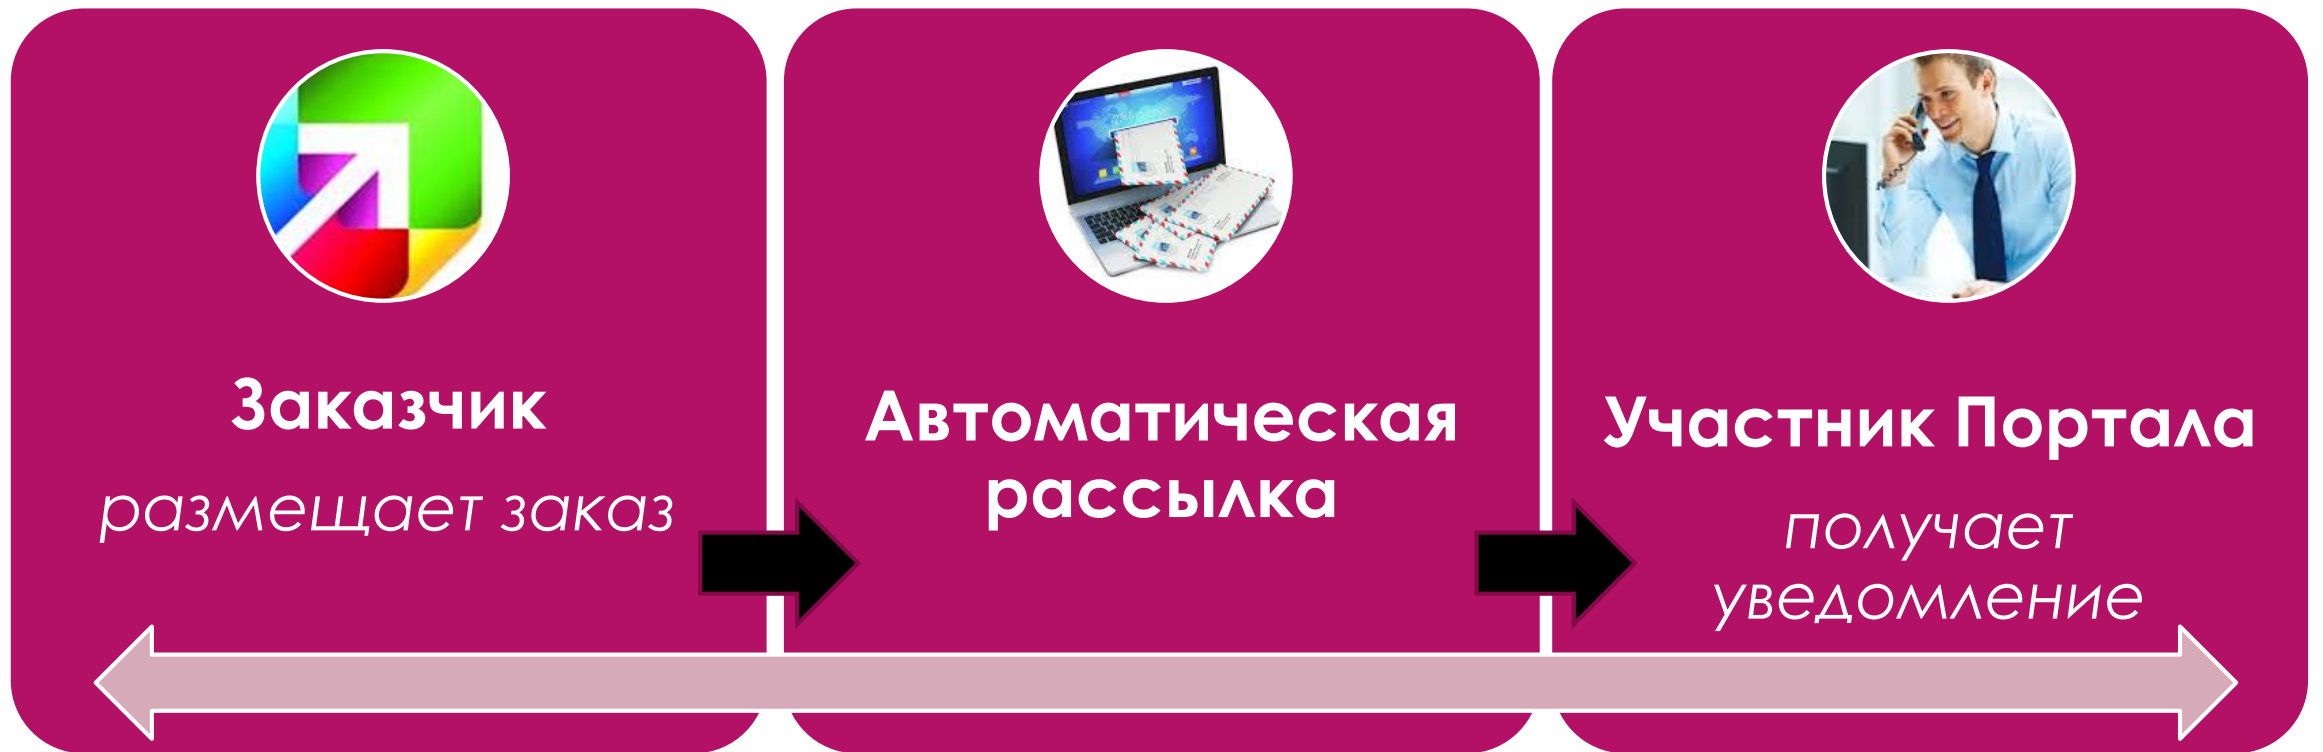 Заказчик
размещает заказ
Автоматическая
рассылка
Участник Портала
получает
уведомление